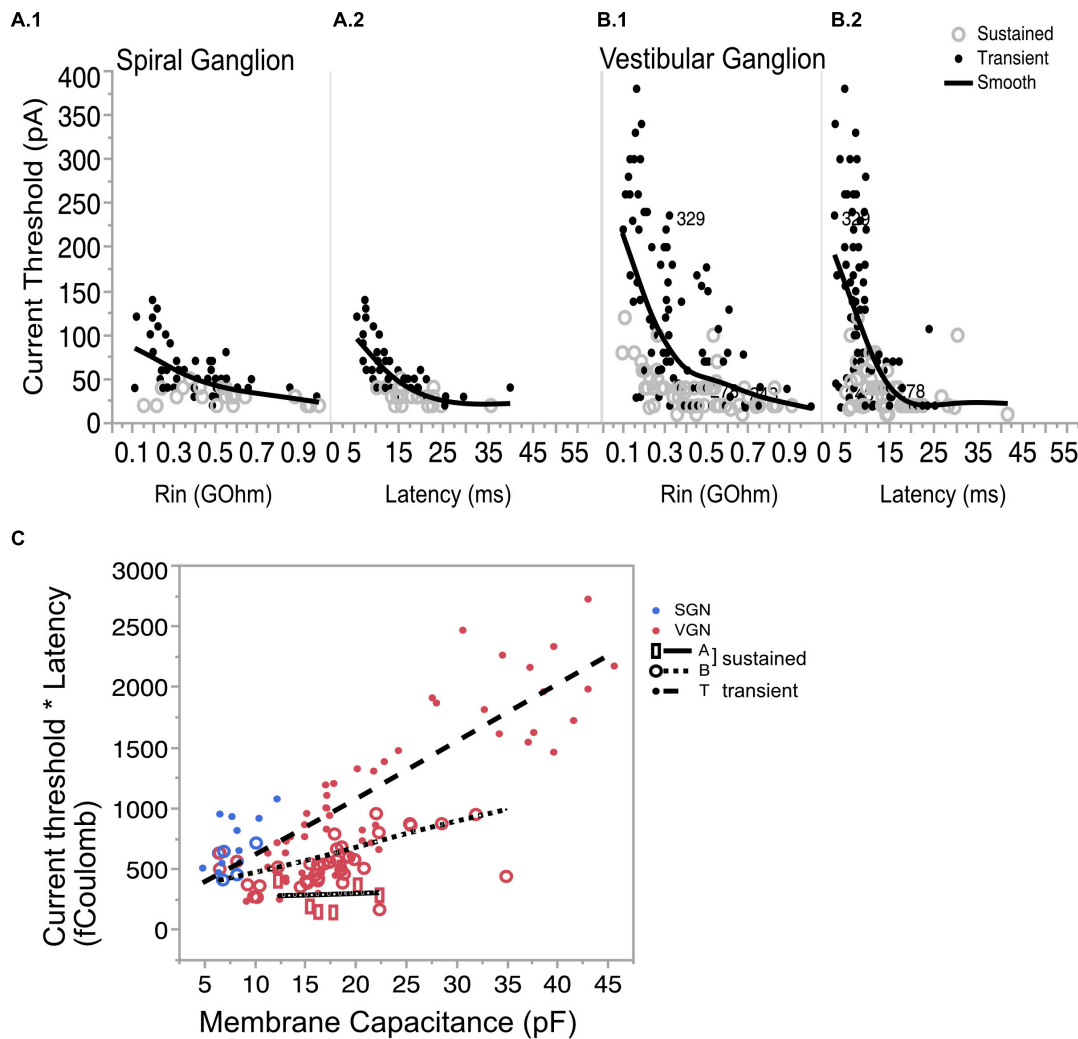 A.1 A.2 B.1 B.2
Spiral Ganglion Vestibular Ganglion
Sustained
Transient
Smooth
Current Threshold (pA)
400
350
300
250
200
150
100
50
0
329
329
78
0.1 0.3 0.5 0.7 0.9 0 5 15 25 35 45 55 0.1 0.3 0.5 0.7 0.9 0 5 15 25 35 45 55
Rin (GOhm) Latency (ms) Rin (GOhm) Latency (ms)
C
Current threshold * Latency
(fCoulomb)
3000
2500
2000
1500
1000
500
0
SGN
VGN
A
B
sustained
T transient
5 10 15 20 25 30 35 40 45
Membrane Capacitance (pF)